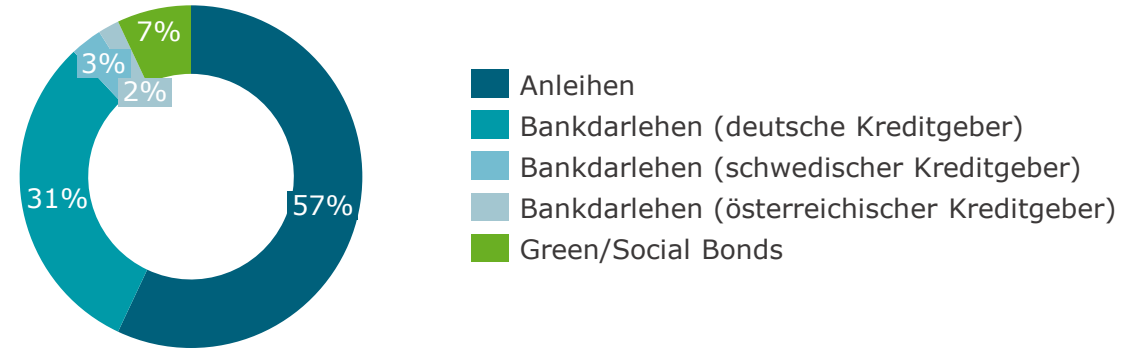 7%
3%
2%
31%
57%
Anleihen
Bankdarlehen (deutsche Kreditgeber)
Bankdarlehen (schwedischer Kreditgeber)
Bankdarlehen (österreichischer Kreditgeber)
Green/Social Bonds